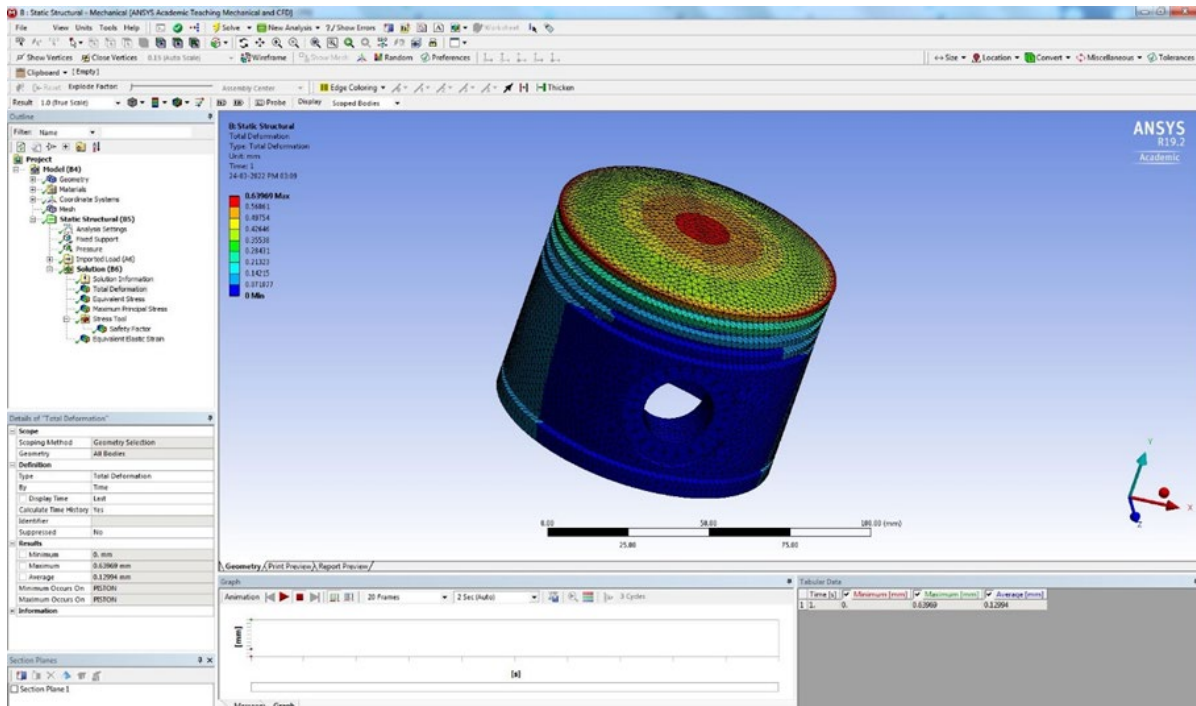 B : Static Structural - Mechanical [ANSYS Academic Teaching Mechanical and CFD]
File View Units Tools Help Solve New Analysis ?/ Show Errors Worksheet
Show Vertices Close Vertices 0.15 (Auto Scale) Wireframe Show Mesh Random Preferences Size Location Convert Miscellaneous Tolerances
Clipboard [Empty]
Reset Explode Factor: Assembly Center Edge Coloring Thicken
Result 1.0 (True Scale) Probe Display Scoped Bodies
Outline
Filter: Name
Project
Model (B4)
Geometry
Materials
Coordinate Systems
Mesh
Static Structural (B5)
Analysis Settings
Fixed Support
Pressure
Imported Load (A6)
Solution (B6)
Solution Information
Total Deformation
Equivalent Stress
Maximum Principal Stress
Stress Tool
Safety Factor
Equivalent Elastic Strain
Details of "Total Deformation"
Scope
Scoping Method Geometry Selection
Geometry All Bodies
Definition
Type Total Deformation
By Time
Display Time Last
Calculate Time History Yes
Identifier
Suppressed No
Results
Minimum 0. mm
Maximum 0.63969 mm
Average 0.12994 mm
Minimum Occurs On PISTON
Maximum Occurs On PISTON
Information
Section Planes
Section Plane 1
B: Static Structural
Total Deformation
Type: Total Deformation
Unit: mm
Time: 1
24-03-2022 PM 03:09
0.63969 Max
0.56861
0.49754
0.42646
0.35538
0.28431
0.21323
0.14215
0.071077
0 Min
ANSYS
R19.2
Academic
Y
X
Z
0.00 50.00 100.00 (mm)
25.00 75.00
Geometry Print Preview Report Preview
Graph
Animation 20 Frames 2 Sec (Auto) 3 Cycles
[mm]
[s]
Messages Graph
Tabular Data
Time [s] Minimum [mm] Maximum [mm] Average [mm]
1 1. 0. 0.63969 0.12994